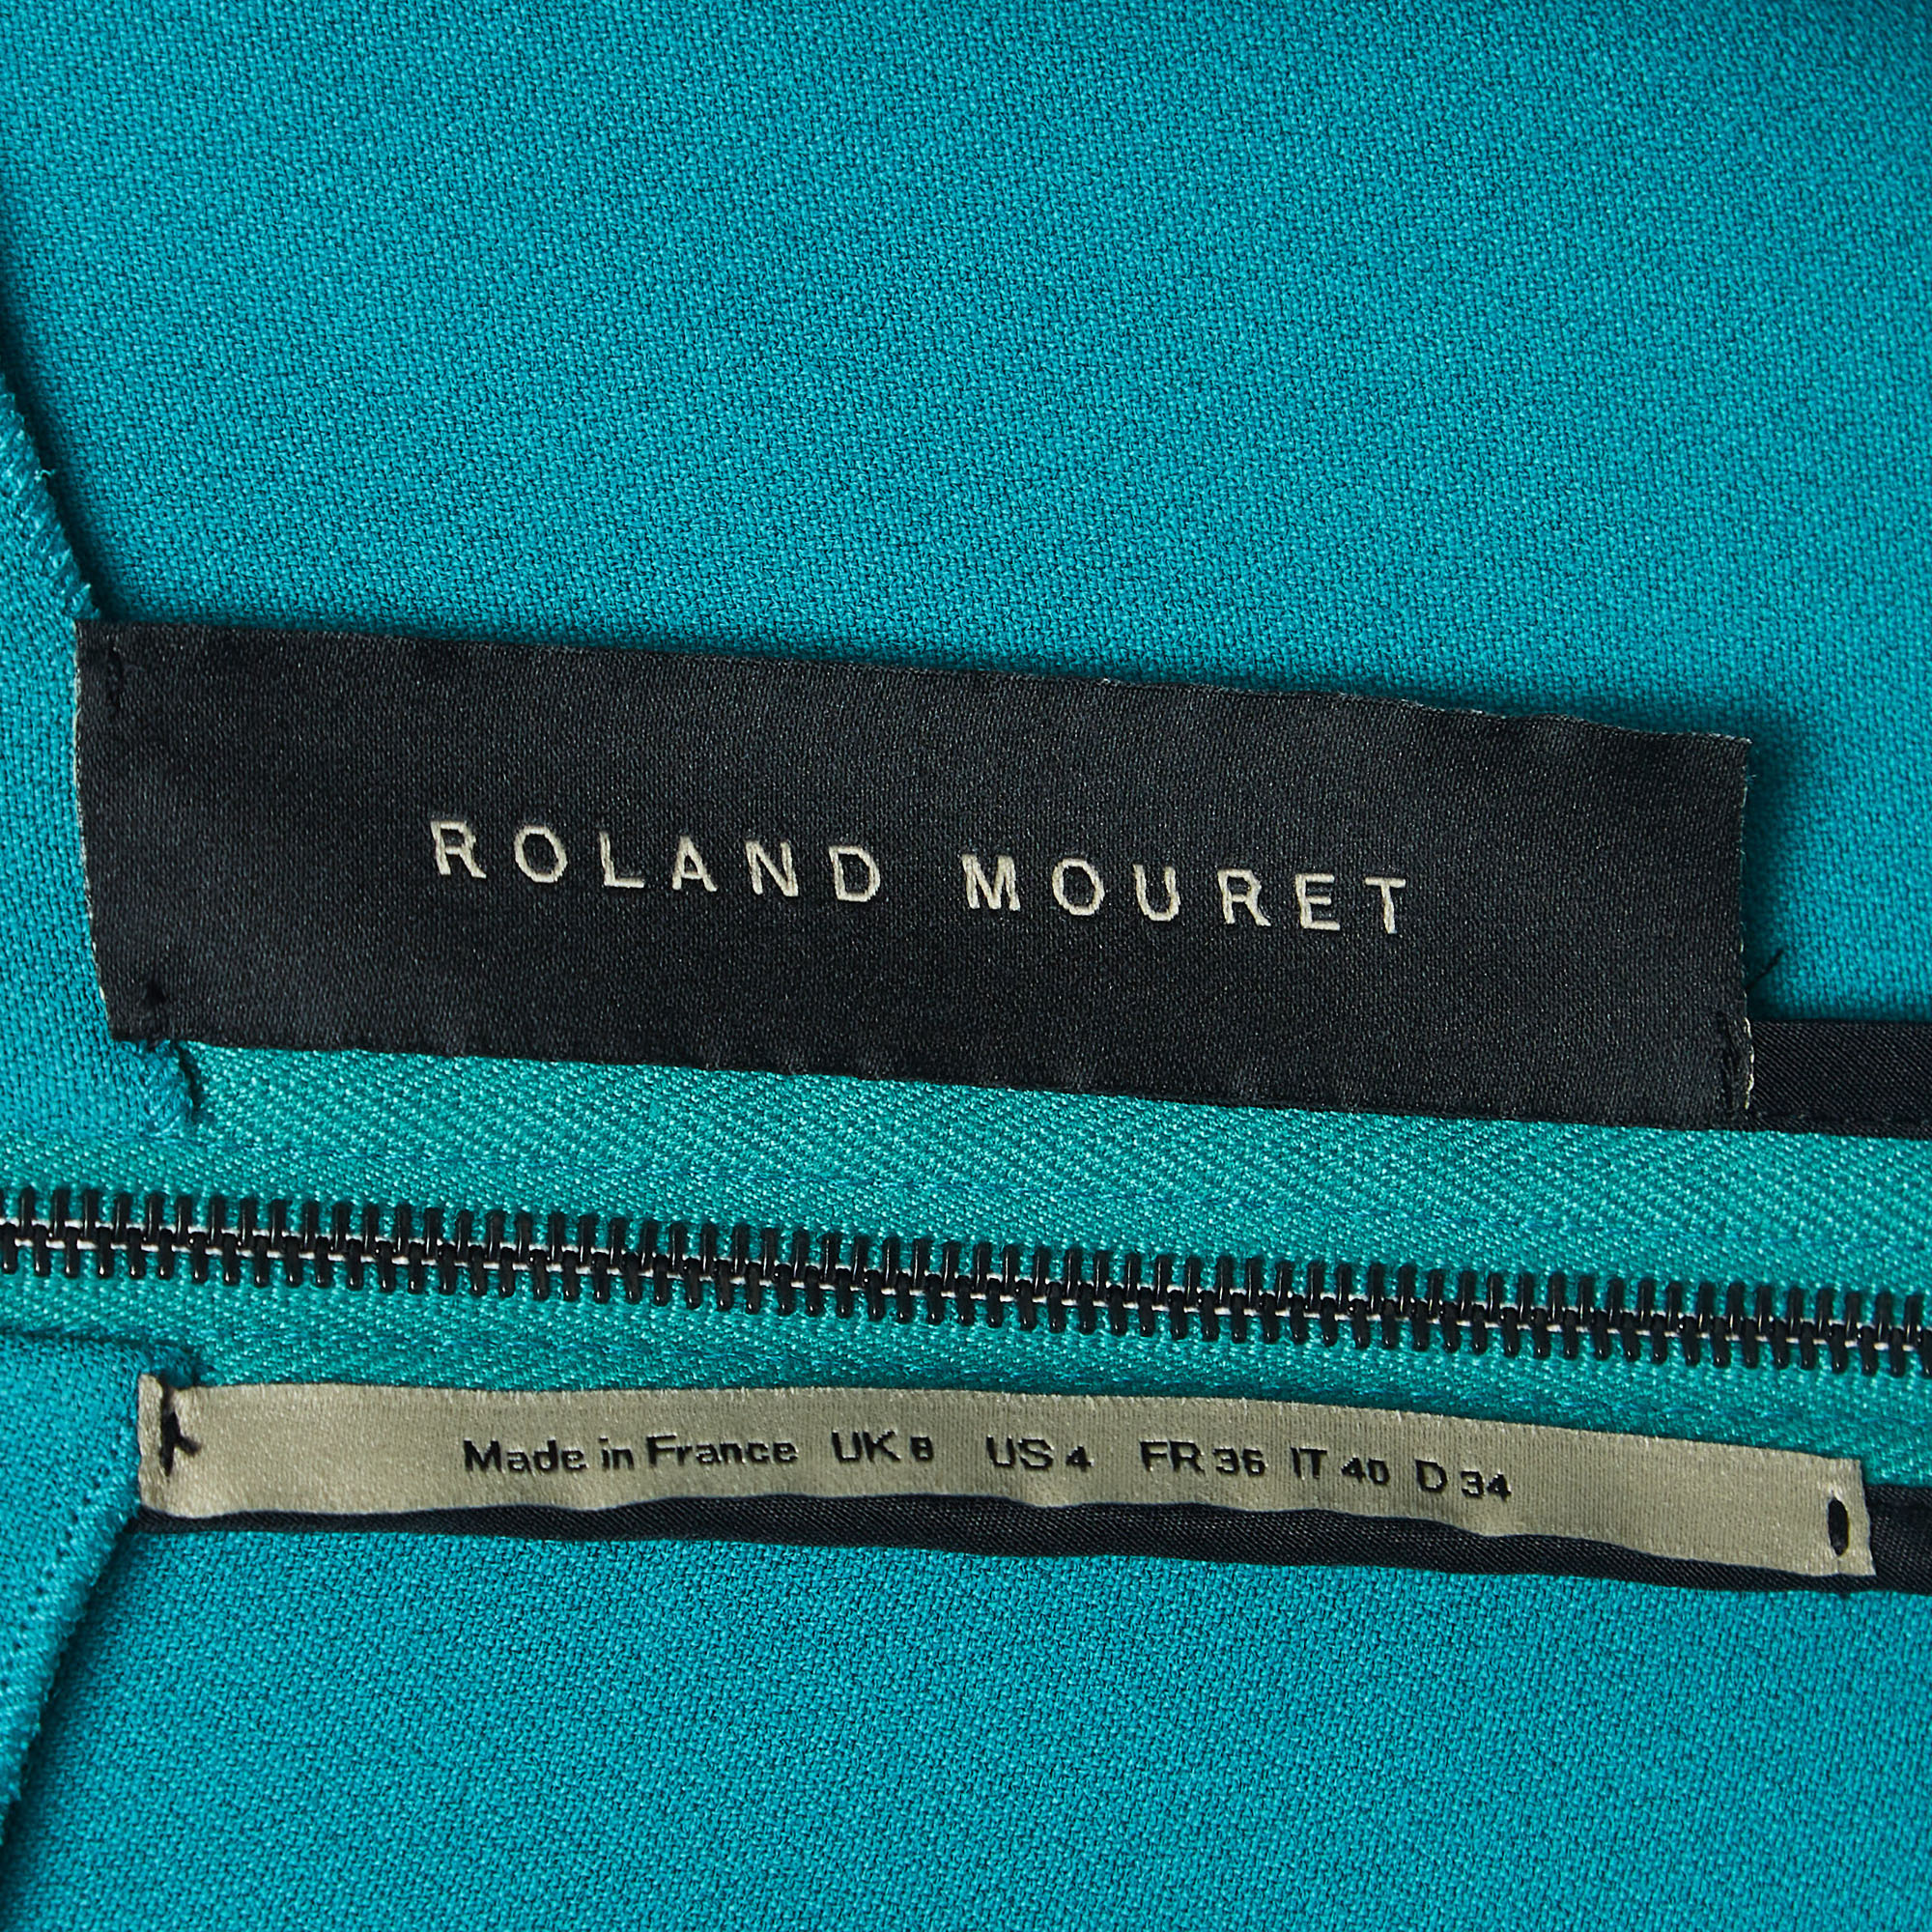 ROLAND MOURET
Made in France UK 8 US 4 FR 36 IT 40 D 34